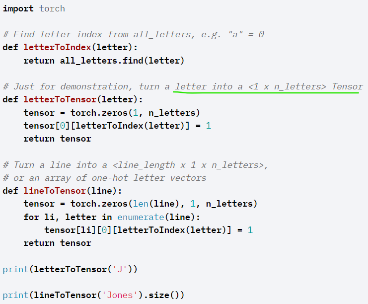 import torch
# Find letter index from all_letters, e.g. "a" = 0
def letterToIndex(letter):
    return all_letters.find(letter)
# Just for demonstration, turn a letter into a <1 x n_letters> Tensor
def letterToTensor(letter):
    tensor = torch.zeros(1, n_letters)
    tensor[0][letterToIndex(letter)] = 1
    return tensor
# Turn a line into a <line_length x 1 x n_letters>,
# or an array of one-hot letter vectors
def lineToTensor(line):
    tensor = torch.zeros(len(line), 1, n_letters)
    for li, letter in enumerate(line):
        tensor[li][0][letterToIndex(letter)] = 1
    return tensor
print(letterToTensor('J'))
print(lineToTensor('Jones').size())